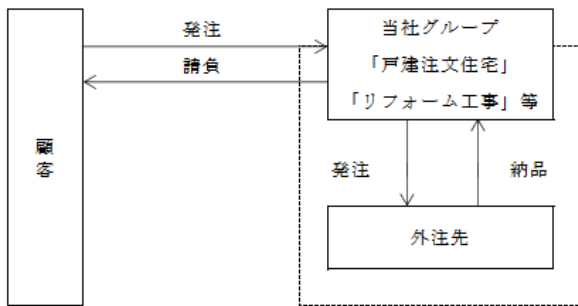 発注
請負
顧客
当社グループ
「戸建注文住宅」
「リフォーム工事」等
発注
納品
外注先